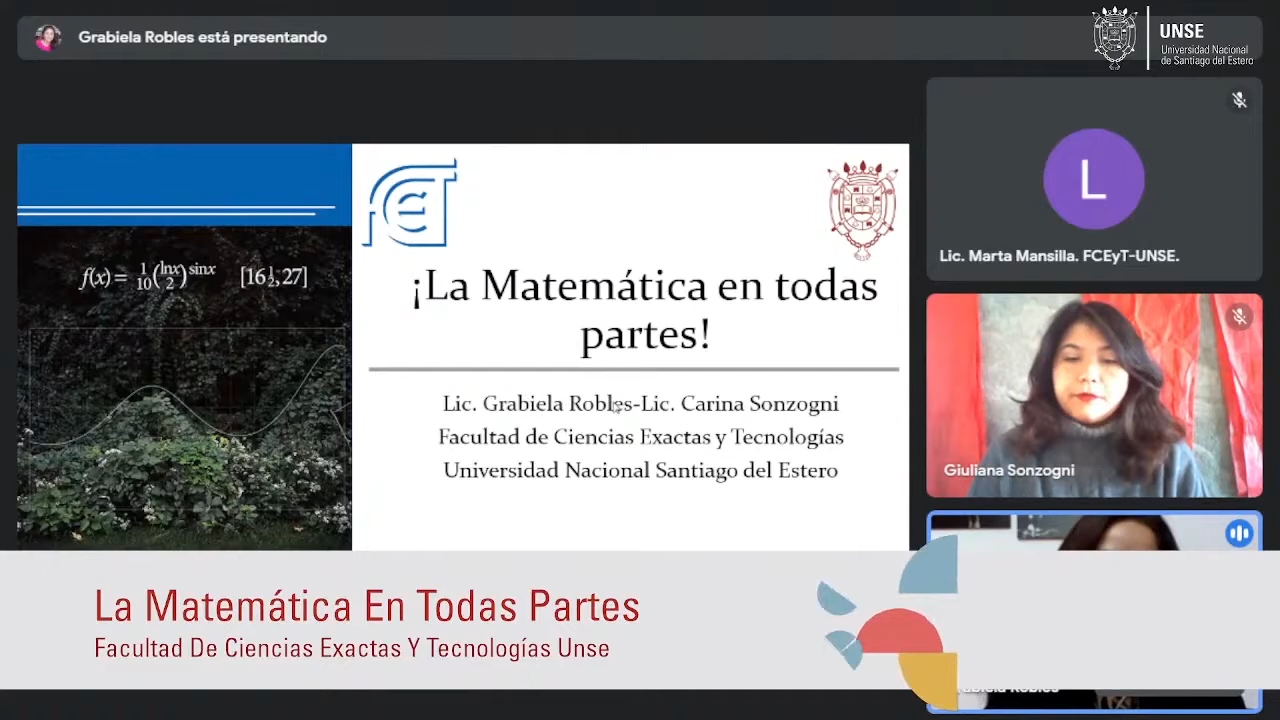 Grabiela Robles está presentando
UNSE
Universidad Nacional
de Santiago del Estero
L
Lic. Marta Mansilla. FCEyT-UNSE.
f(x) = 1/10 (lnx/2)^sinx [16 1/2, 27]
¡La Matemática en todas
partes!
Lic. Grabiela Robles-Lic. Carina Sonzogni
Facultad de Ciencias Exactas y Tecnologías
Universidad Nacional Santiago del Estero
Giuliana Sonzogni
La Matemática En Todas Partes
Facultad De Ciencias Exactas Y Tecnologías Unse
Robles